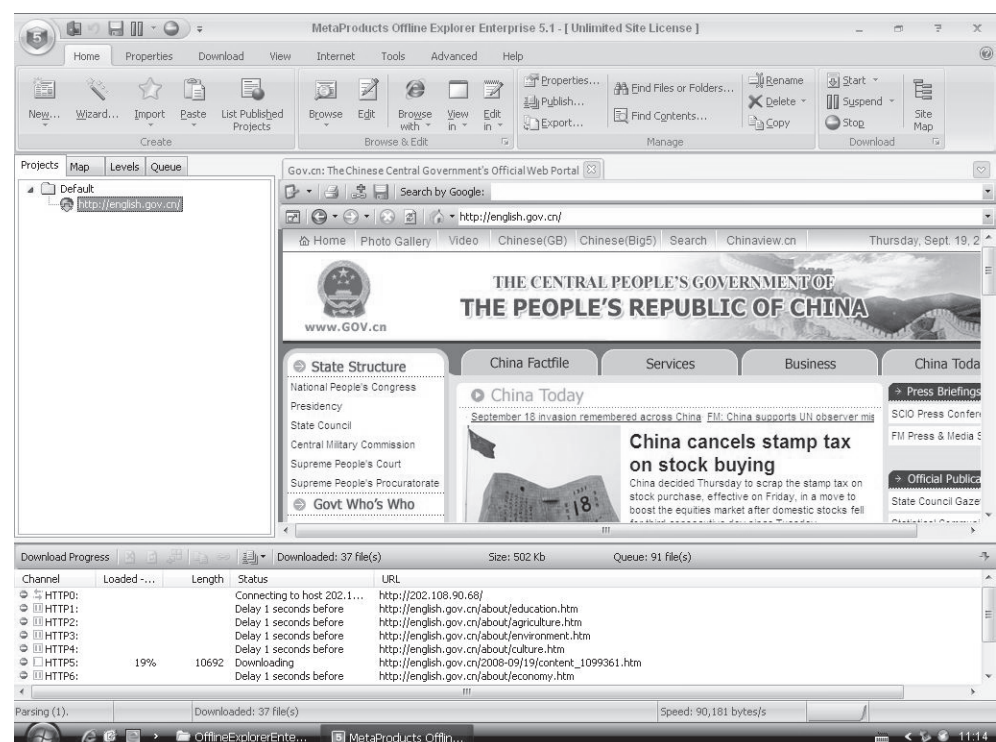 MetaProducts Offline Explorer Enterprise 5.1 - [ Unlimited Site License ]
5
Home Properties Download View Internet Tools Advanced Help
New... Wizard... Import Paste List Published Projects
Browse Edit Browse with View in Edit in
Properties... Publish... Export...
Find Files or Folders... Find Contents...
Rename Delete Copy
Start Suspend Stop
Site Map
Create Browse & Edit Manage Download
Projects Map Levels Queue
Default
http://english.gov.cn/
Gov.cn: The Chinese Central Government's Official Web Portal
Search by Google:
http://english.gov.cn/
Home Photo Gallery Video Chinese(GB) Chinese(Big5) Search Chinaview.cn Thursday, Sept. 19, 2
www.GOV.cn
THE CENTRAL PEOPLE'S GOVERNMENT OF
THE PEOPLE'S REPUBLIC OF CHINA
State Structure
National People's Congress
Presidency
State Council
Central Military Commission
Supreme People's Court
Supreme People's Procuratorate
Govt Who's Who
China Factfile Services Business China Toda
China Today
September 18 invasion remembered across China FM: China supports UN observer mis
18
China cancels stamp tax
on stock buying
China decided Thursday to scrap the stamp tax on
stock purchase, effective on Friday, in a move to
boost the equities market after domestic stocks fell
for third consecutive day since Tuesday
Press Briefings
SCIO Press Confere
FM Press & Media S
Official Publica
State Council Gazet
Download Progress Downloaded: 37 file(s) Size: 502 Kb Queue: 91 file(s)
Channel Loaded -... Length Status URL
HTTP0: Connecting to host 202.1... http://202.108.90.68/
HTTP1: Delay 1 seconds before http://english.gov.cn/about/education.htm
HTTP2: Delay 1 seconds before http://english.gov.cn/about/agriculture.htm
HTTP3: Delay 1 seconds before http://english.gov.cn/about/environment.htm
HTTP4: Delay 1 seconds before http://english.gov.cn/about/culture.htm
HTTP5: 19% 10692 Downloading http://english.gov.cn/2008-09/19/content_1099361.htm
HTTP6: Delay 1 seconds before http://english.gov.cn/about/economy.htm
Parsing (1). Downloaded: 37 file(s) Speed: 90,181 bytes/s
OfflineExplorerEnte... 5 MetaProducts Offlin... 11:14